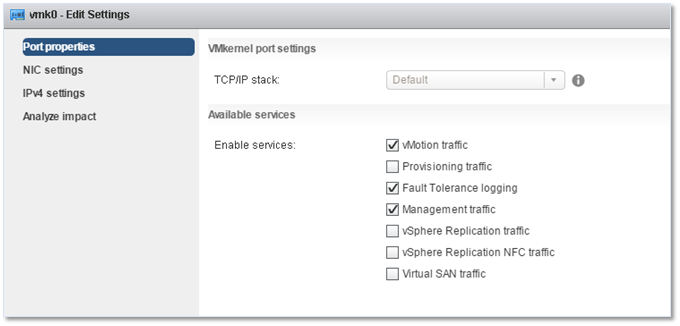 vmk0 - Edit Settings
Port properties
NIC settings
IPv4 settings
Analyze impact
VMkernel port settings
TCP/IP stack: Default
Available services
Enable services:
vMotion traffic
Provisioning traffic
Fault Tolerance logging
Management traffic
vSphere Replication traffic
vSphere Replication NFC traffic
Virtual SAN traffic